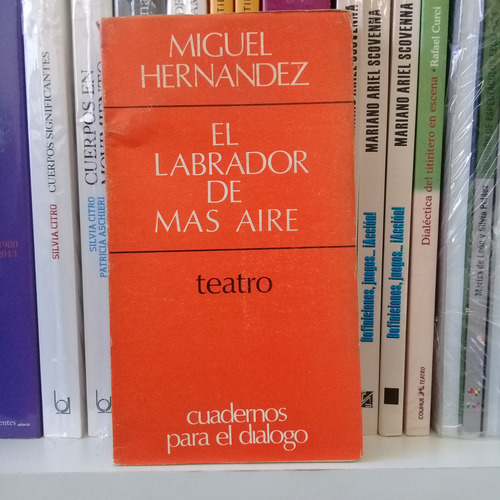 MIGUEL
HERNANDEZ
EL
LABRADOR
DE
MAS AIRE
teatro
cuadernos
para el dialogo
SILVIA CITRO
CUERPOS SIGNIFICANTES
SILVIA CITRO
PATRICIA ASCHIERI
CUERPOS EN
MARIANO ARIEL SCOVENNA
Definiciones, juegos... ¡Acción!
MARIANO ARIEL SCOVENNA
Definiciones, juegos... ¡Acción!
Dialéctica del titiritero en escena • Rafael Curci
COLIHUE TEATRO